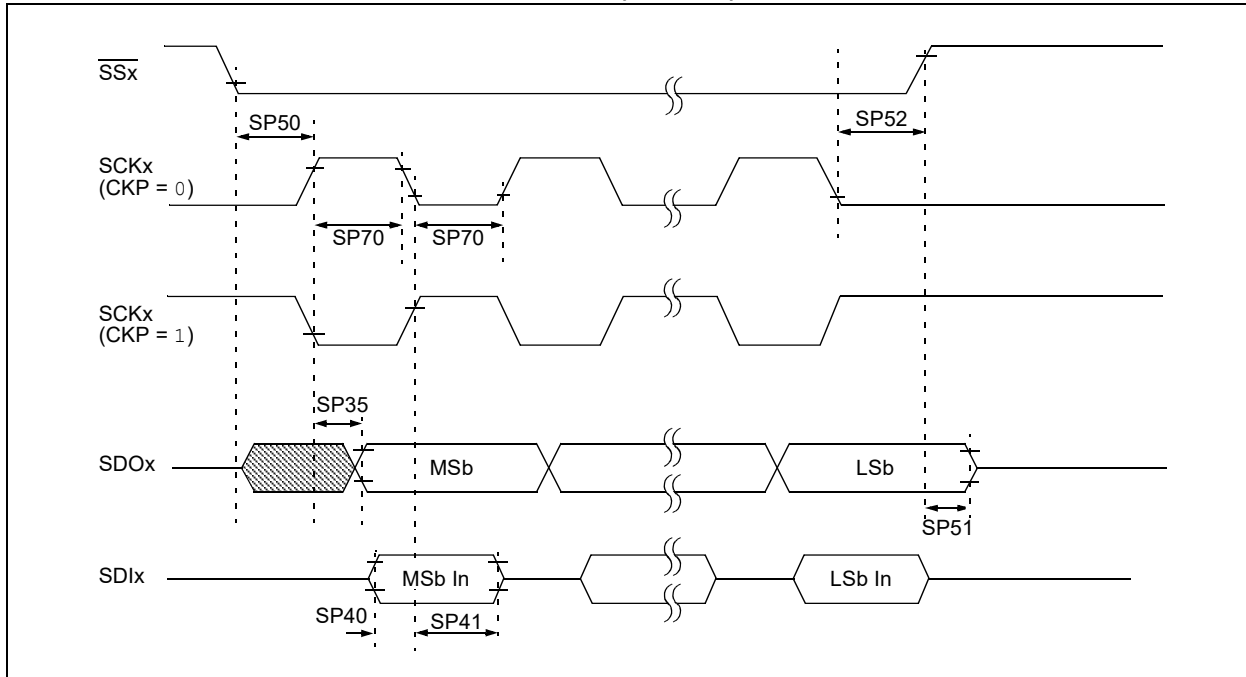 SSx
SP50
SP52
SCKx
(CKP = 0)
SP70
SP70
SCKx
(CKP = 1)
SP35
SDOx
MSb
LSb
SP51
SDIx
MSb In
LSb In
SP40
SP41